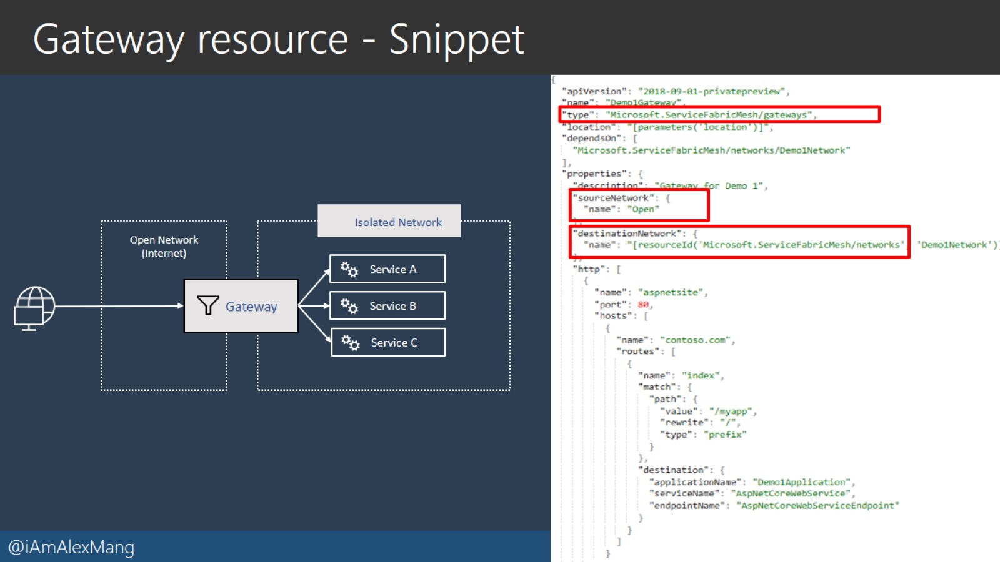 Gateway resource - Snippet
Open Network
(Internet)
Isolated Network
Gateway
Service A
Service B
Service C
@iAmAlexMang
{
"apiVersion": "2018-09-01-privatepreview",
"name": "Demo1Gateway",
"type": "Microsoft.ServiceFabricMesh/gateways",
"location": "[parameters('location')]",
"dependsOn": [
"Microsoft.ServiceFabricMesh/networks/Demo1Network"
],
"properties": {
"description": "Gateway for Demo 1",
"sourceNetwork": {
"name": "Open"
},
"destinationNetwork": {
"name": "[resourceId('Microsoft.ServiceFabricMesh/networks', 'Demo1Network')]
},
"http": [
{
"name": "aspnetsite",
"port": 80,
"hosts": [
{
"name": "contoso.com",
"routes": [
{
"name": "index",
"match": {
"path": {
"value": "/myapp",
"rewrite": "/",
"type": "prefix"
}
},
"destination": {
"applicationName": "Demo1Application",
"serviceName": "AspNetCoreWebService",
"endpointName": "AspNetCoreWebServiceEndpoint"
}
}
]
}